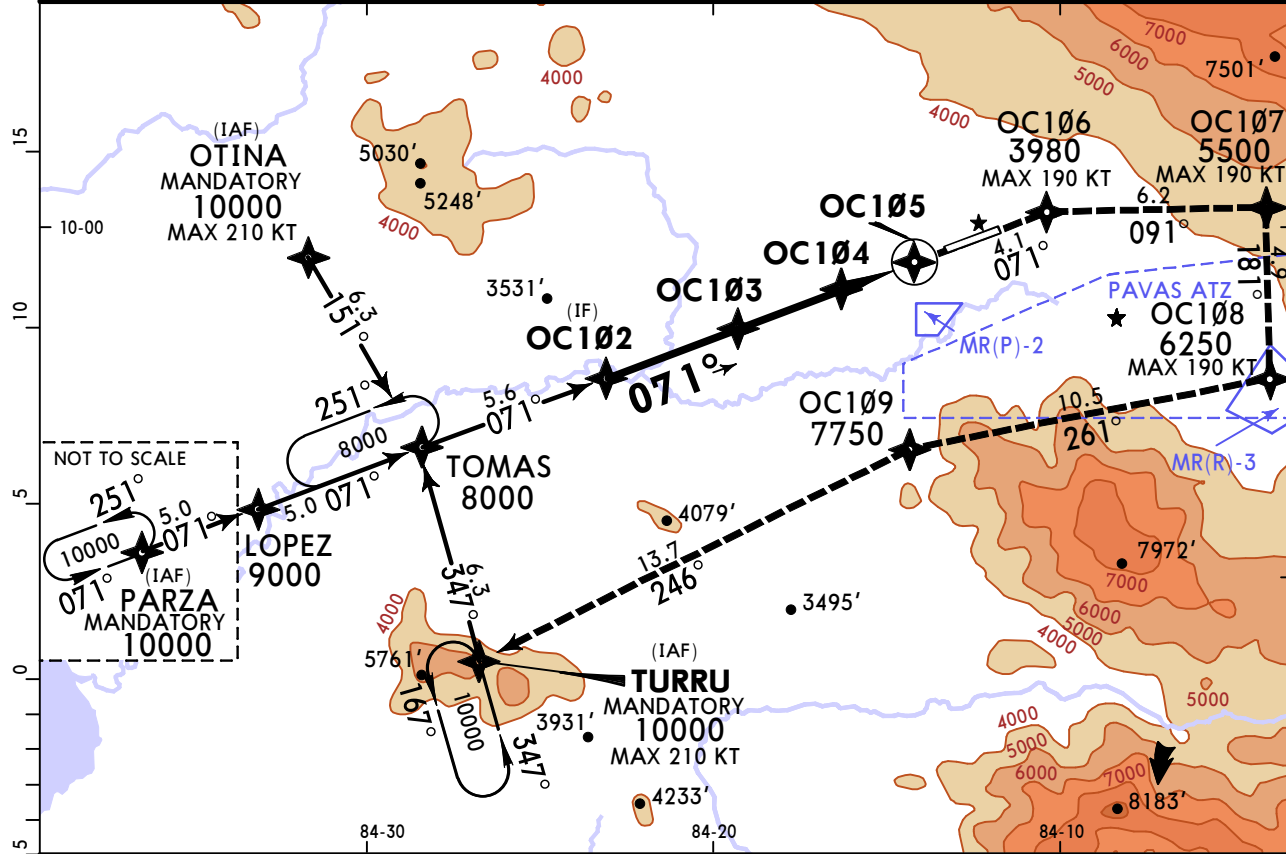 7000
6000
5000
4000
7501'
4000
15
(IAF)
OTINA
MANDATORY
10000
MAX 210 KT
5030'
5248'
4000
OC1Ø6
3980
MAX 190 KT
OC1Ø7
5500
MAX 190 KT
6.2
091°
10-00
OC1Ø5
OC1Ø4
OC1Ø3
4.1
071°
181°
6.3
151°
3531'
(IF)
OC1Ø2
10
PAVAS ATZ
MR(P)-2
OC1Ø8
6250
MAX 190 KT
071°
251°
8000
5.6
071°
OC1Ø9
7750
10.5
261°
MR(R)-3
TOMAS
8000
NOT TO SCALE
251°
5.0
071°
10000
071°
(IAF)
PARZA
MANDATORY
10000
5
5.0 071°
LOPEZ
9000
4079'
7972'
7000
6000
5000
4000
13.7
246°
3495'
6.3
347°
4000
5761'
167°
10000
347°
0
(IAF)
TURRU
MANDATORY
10000
MAX 210 KT
3931'
4233'
5000
4000
5000
6000
7000
8183'
5
84-30
84-20
84-10